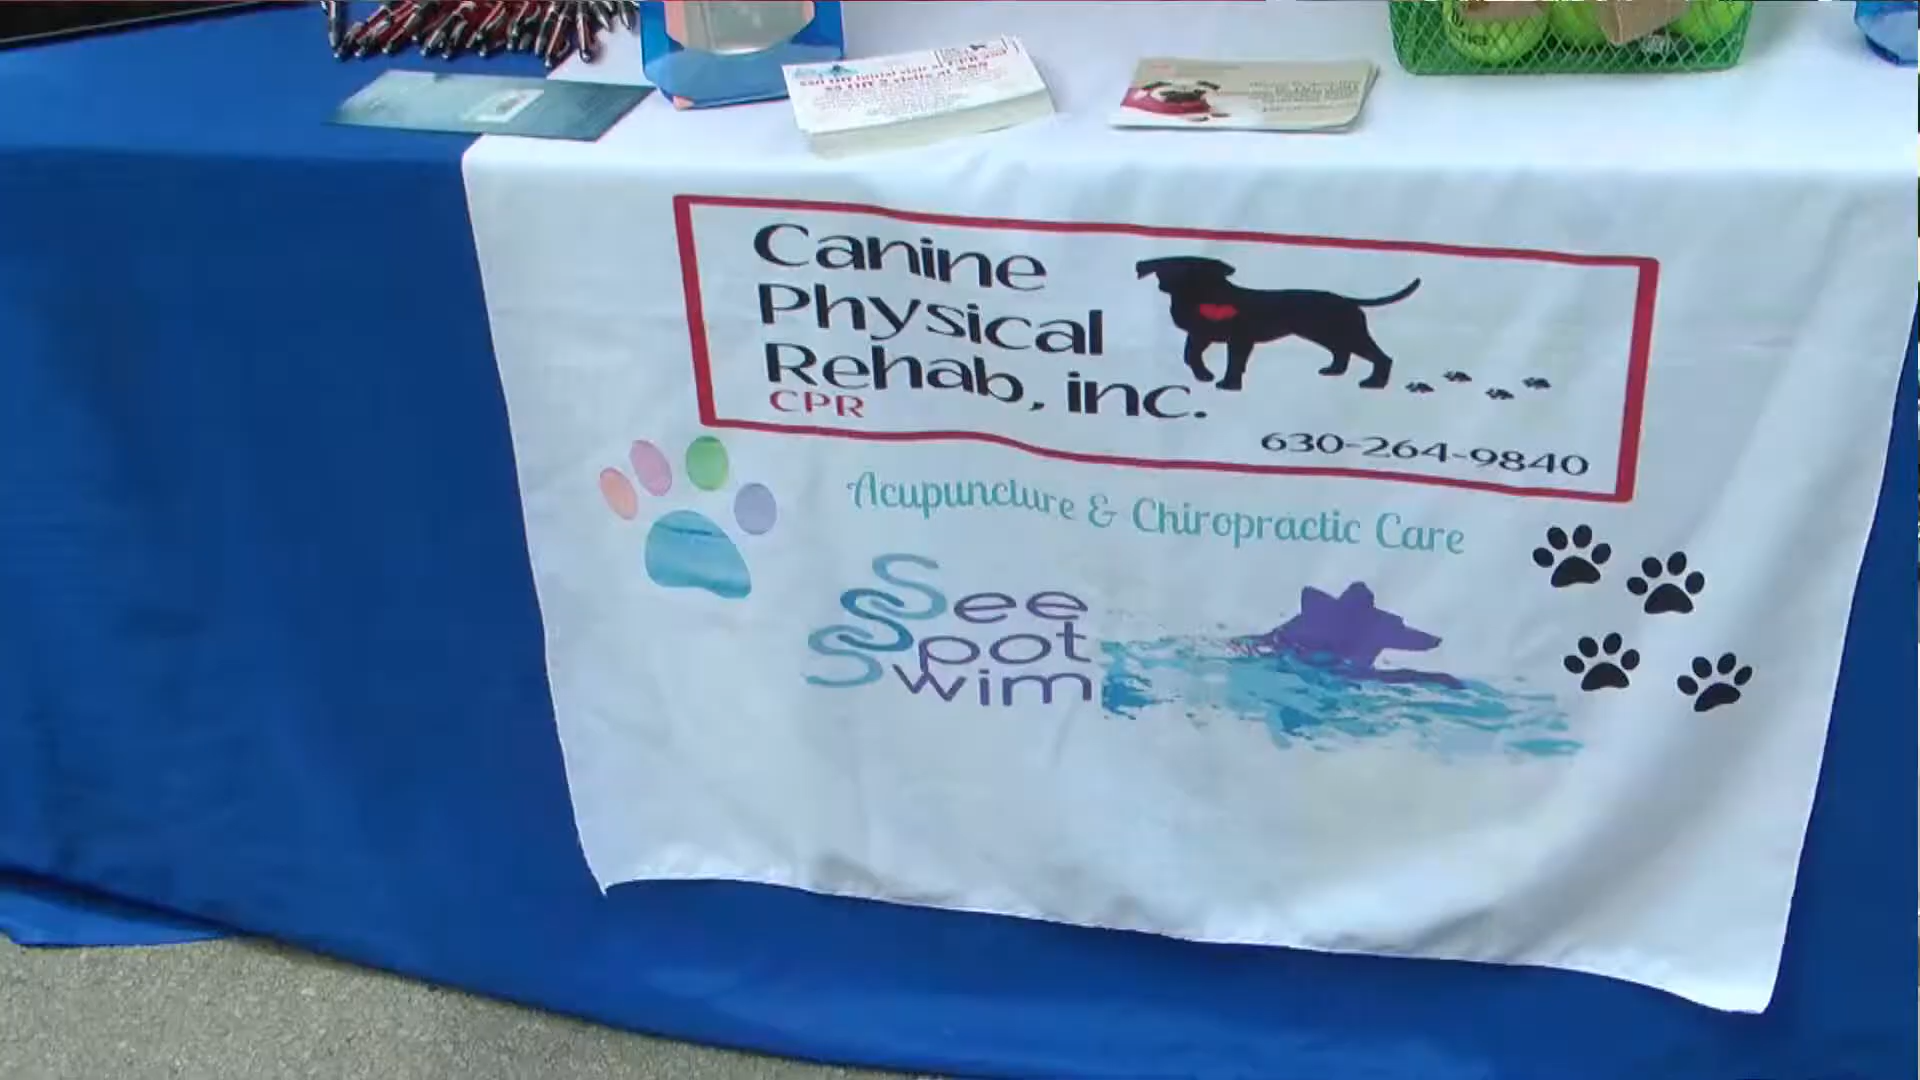 Canine
Physical
Rehab, inc.
CPR
630-264-9840
Acupuncture & Chiropractic Care
See
Spot
Swim